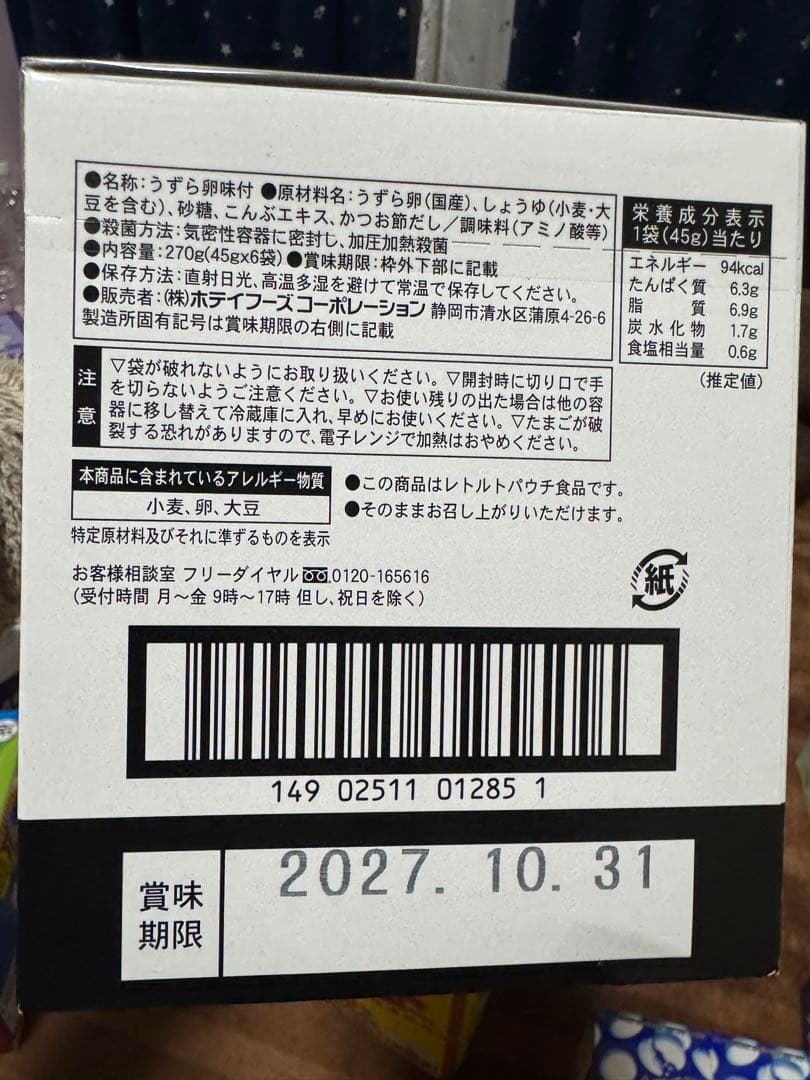 ●名称:うずら卵味付 ●原材料名:うずら卵(国産)、しょうゆ(小麦・大
豆を含む)、砂糖、こんぶエキス、かつお節だし/調味料(アミノ酸等)
●殺菌方法:気密性容器に密封し、加圧加熱殺菌
●内容量:270g(45g×6袋) ●賞味期限:枠外下部に記載
●保存方法:直射日光、高温多湿を避けて常温で保存してください。
●販売者:(株)ホテイフーズコーポレーション 静岡市清水区蒲原4-26-6
製造所固有記号は賞味期限の右側に記載
栄養成分表示
1袋(45g)当たり
エネルギー 94kcal
たんぱく質 6.3g
脂質 6.9g
炭水化物 1.7g
食塩相当量 0.6g
(推定値)
注意
▽袋が破れないようにお取り扱いください。▽開封時に切り口で手
を切らないようご注意ください。▽お使い残りの出た場合は他の容
器に移し替えて冷蔵庫に入れ、早めにお使いください。▽たまごが破
裂する恐れがありますので、電子レンジで加熱はおやめください。
本商品に含まれているアレルギー物質
小麦、卵、大豆
特定原材料及びそれに準ずるものを表示
●この商品はレトルトパウチ食品です。
●そのままお召し上がりいただけます。
お客様相談室 フリーダイヤル 0120-165616
(受付時間 月〜金 9時〜17時 但し、祝日を除く)
紙
149 02511 01285 1
賞味
期限
2027. 10. 31